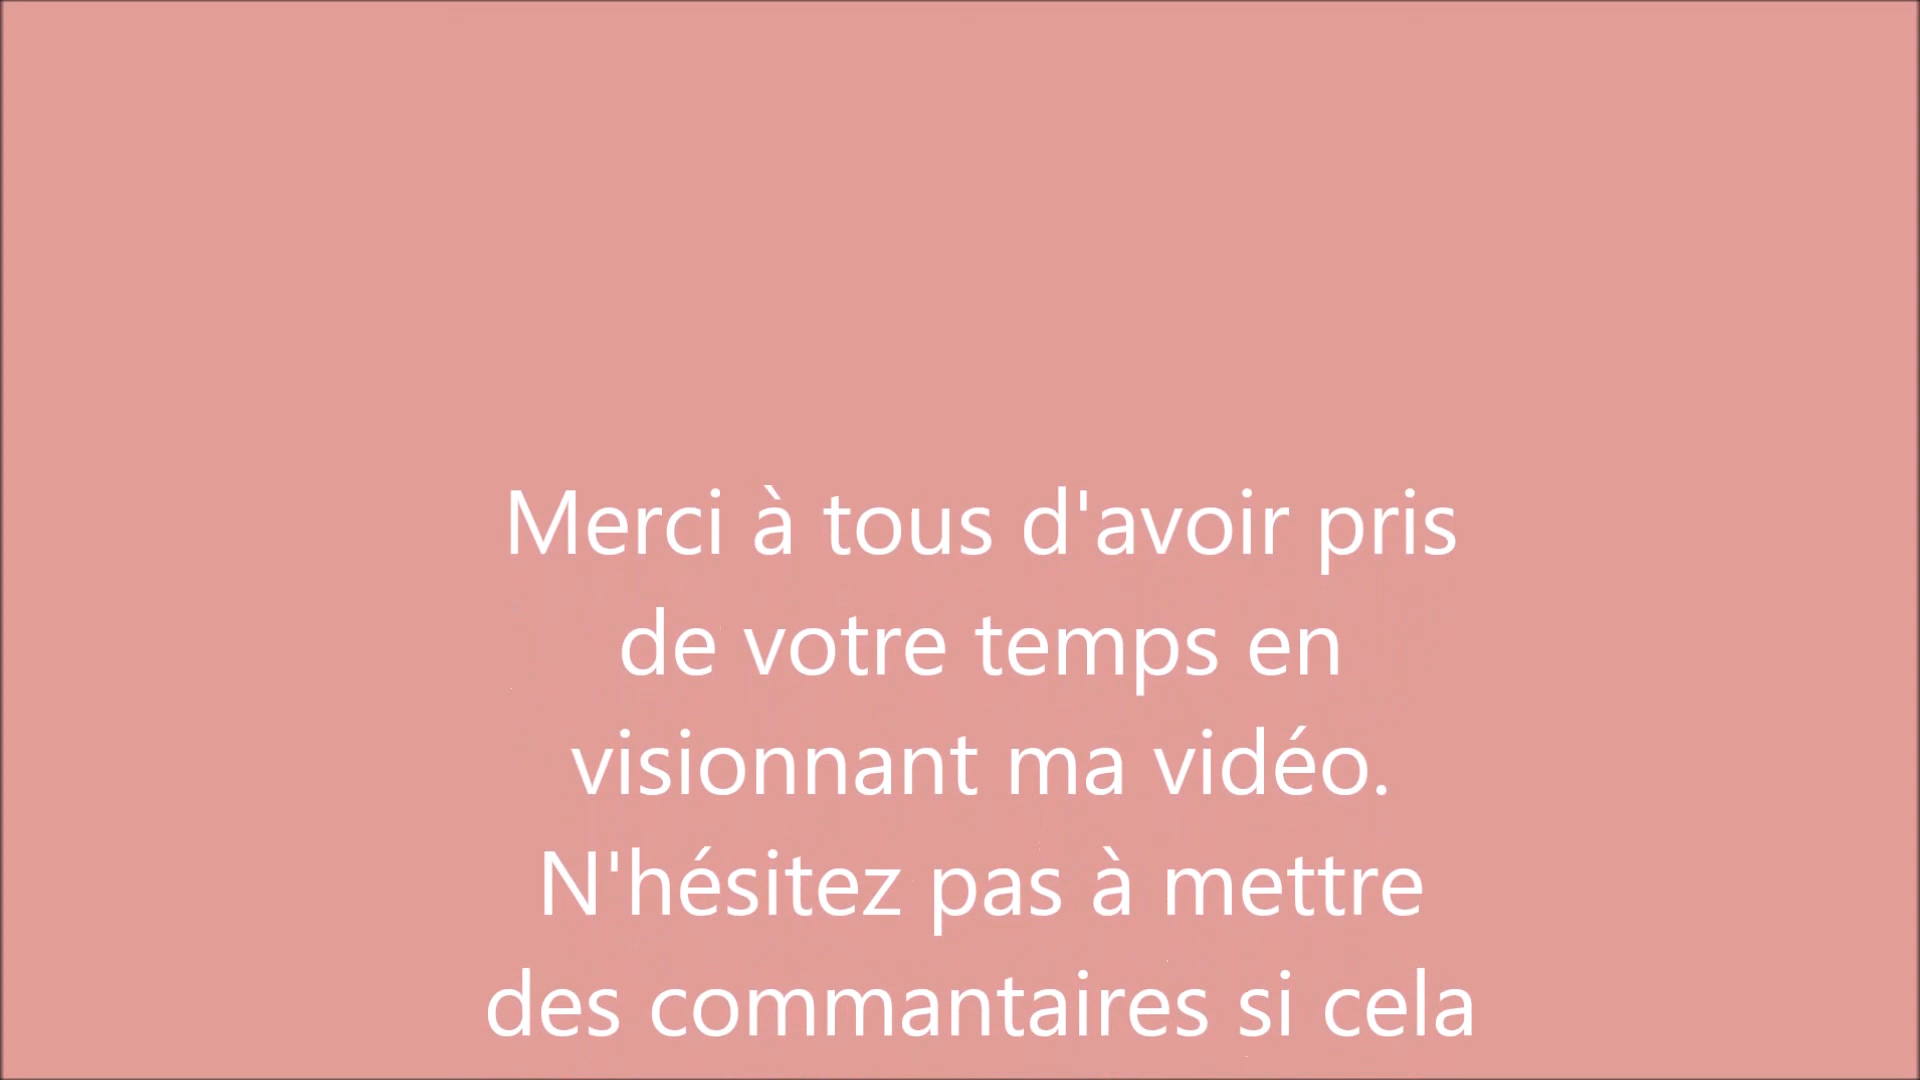 Merci à tous d'avoir pris
de votre temps en
visionnant ma vidéo.
N'hésitez pas à mettre
des commantaires si cela